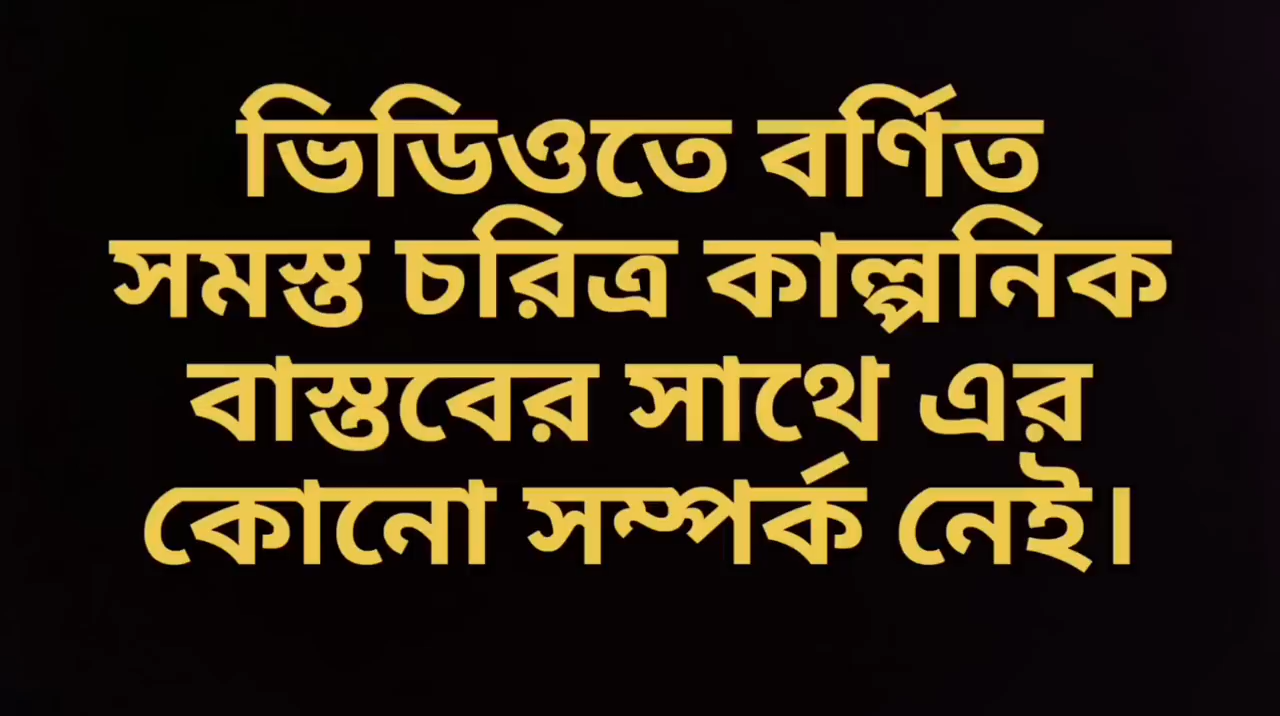 ভিডিওতে বর্ণিত
সমস্ত চরিত্র কাল্পনিক
বাস্তবের সাথে এর
কোনো সম্পর্ক নেই।